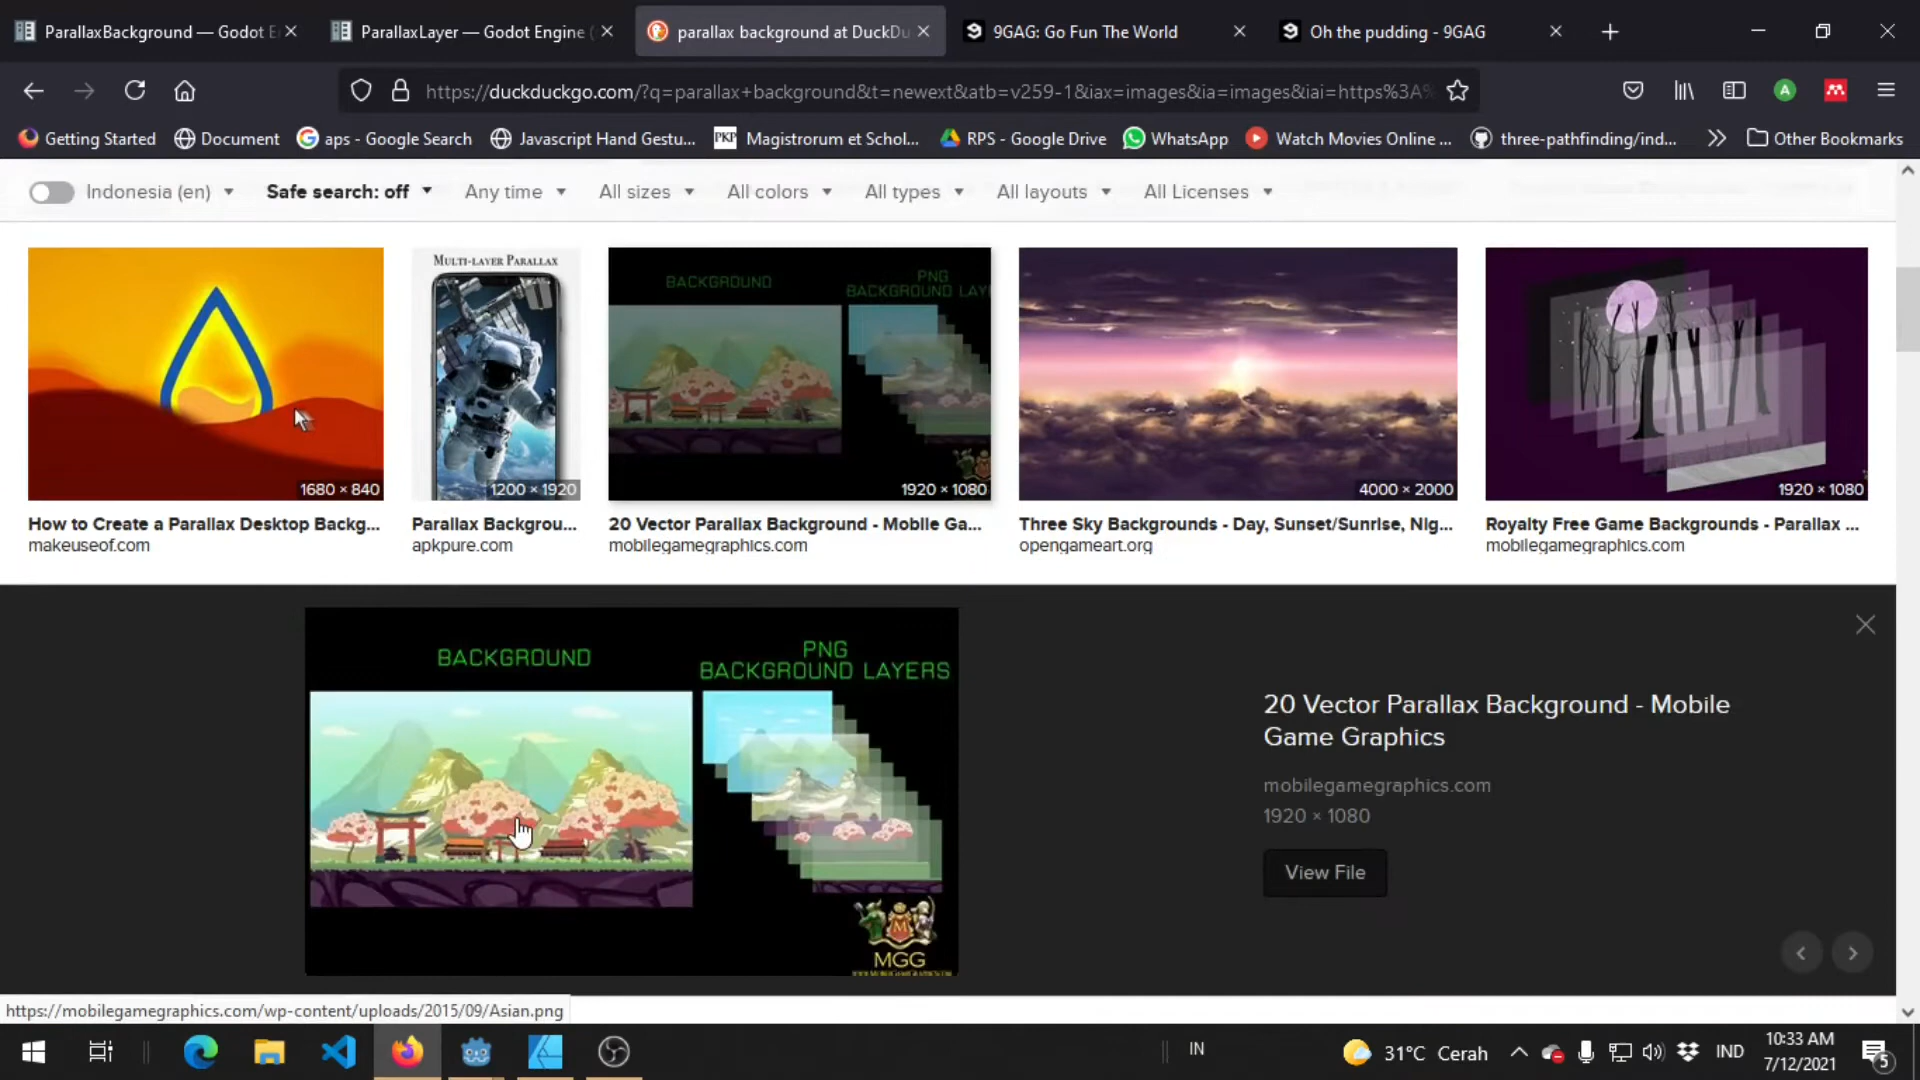 ParallaxBackground — Godot E
ParallaxLayer — Godot Engine (
parallax background at DuckDu
9GAG: Go Fun The World
Oh the pudding - 9GAG
https://duckduckgo.com/?q=parallax+background&t=newext&atb=v259-1&iax=images&ia=images&iai=https%3A%
A
Getting Started
Document
aps - Google Search
Javascript Hand Gestu...
PKP
Magistrorum et Schol...
RPS - Google Drive
WhatsApp
Watch Movies Online ...
three-pathfinding/ind...
Other Bookmarks
Indonesia (en)
Safe search: off
Any time
All sizes
All colors
All types
All layouts
All Licenses
MULTI-LAYER PARALLAX
BACKGROUND
PNG
BACKGROUND LAY
1680 × 840
1200 × 1920
1920 × 1080
4000 × 2000
1920 × 1080
How to Create a Parallax Desktop Backg...
makeuseof.com
Parallax Backgrou...
apkpure.com
20 Vector Parallax Background - Mobile Ga...
mobilegamegraphics.com
Three Sky Backgrounds - Day, Sunset/Sunrise, Nig...
opengameart.org
Royalty Free Game Backgrounds - Parallax ...
mobilegamegraphics.com
BACKGROUND
PNG
BACKGROUND LAYERS
M
MGG
20 Vector Parallax Background - Mobile
Game Graphics
mobilegamegraphics.com
1920 × 1080
View File
https://mobilegamegraphics.com/wp-content/uploads/2015/09/Asian.png
IN
31°C Cerah
IND
10:33 AM
7/12/2021
5